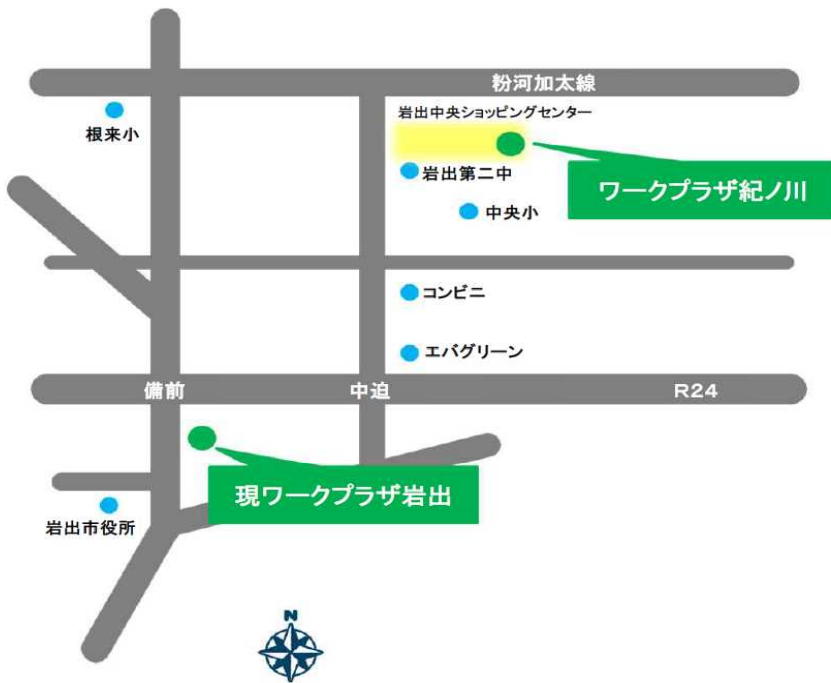 粉河加太線
根来小
岩出中央ショッピングセンター
岩出第二中
ワークプラザ紀ノ川
中央小
コンビニ
エバグリーン
備前
中迫
R24
現ワークプラザ岩出
岩出市役所
N